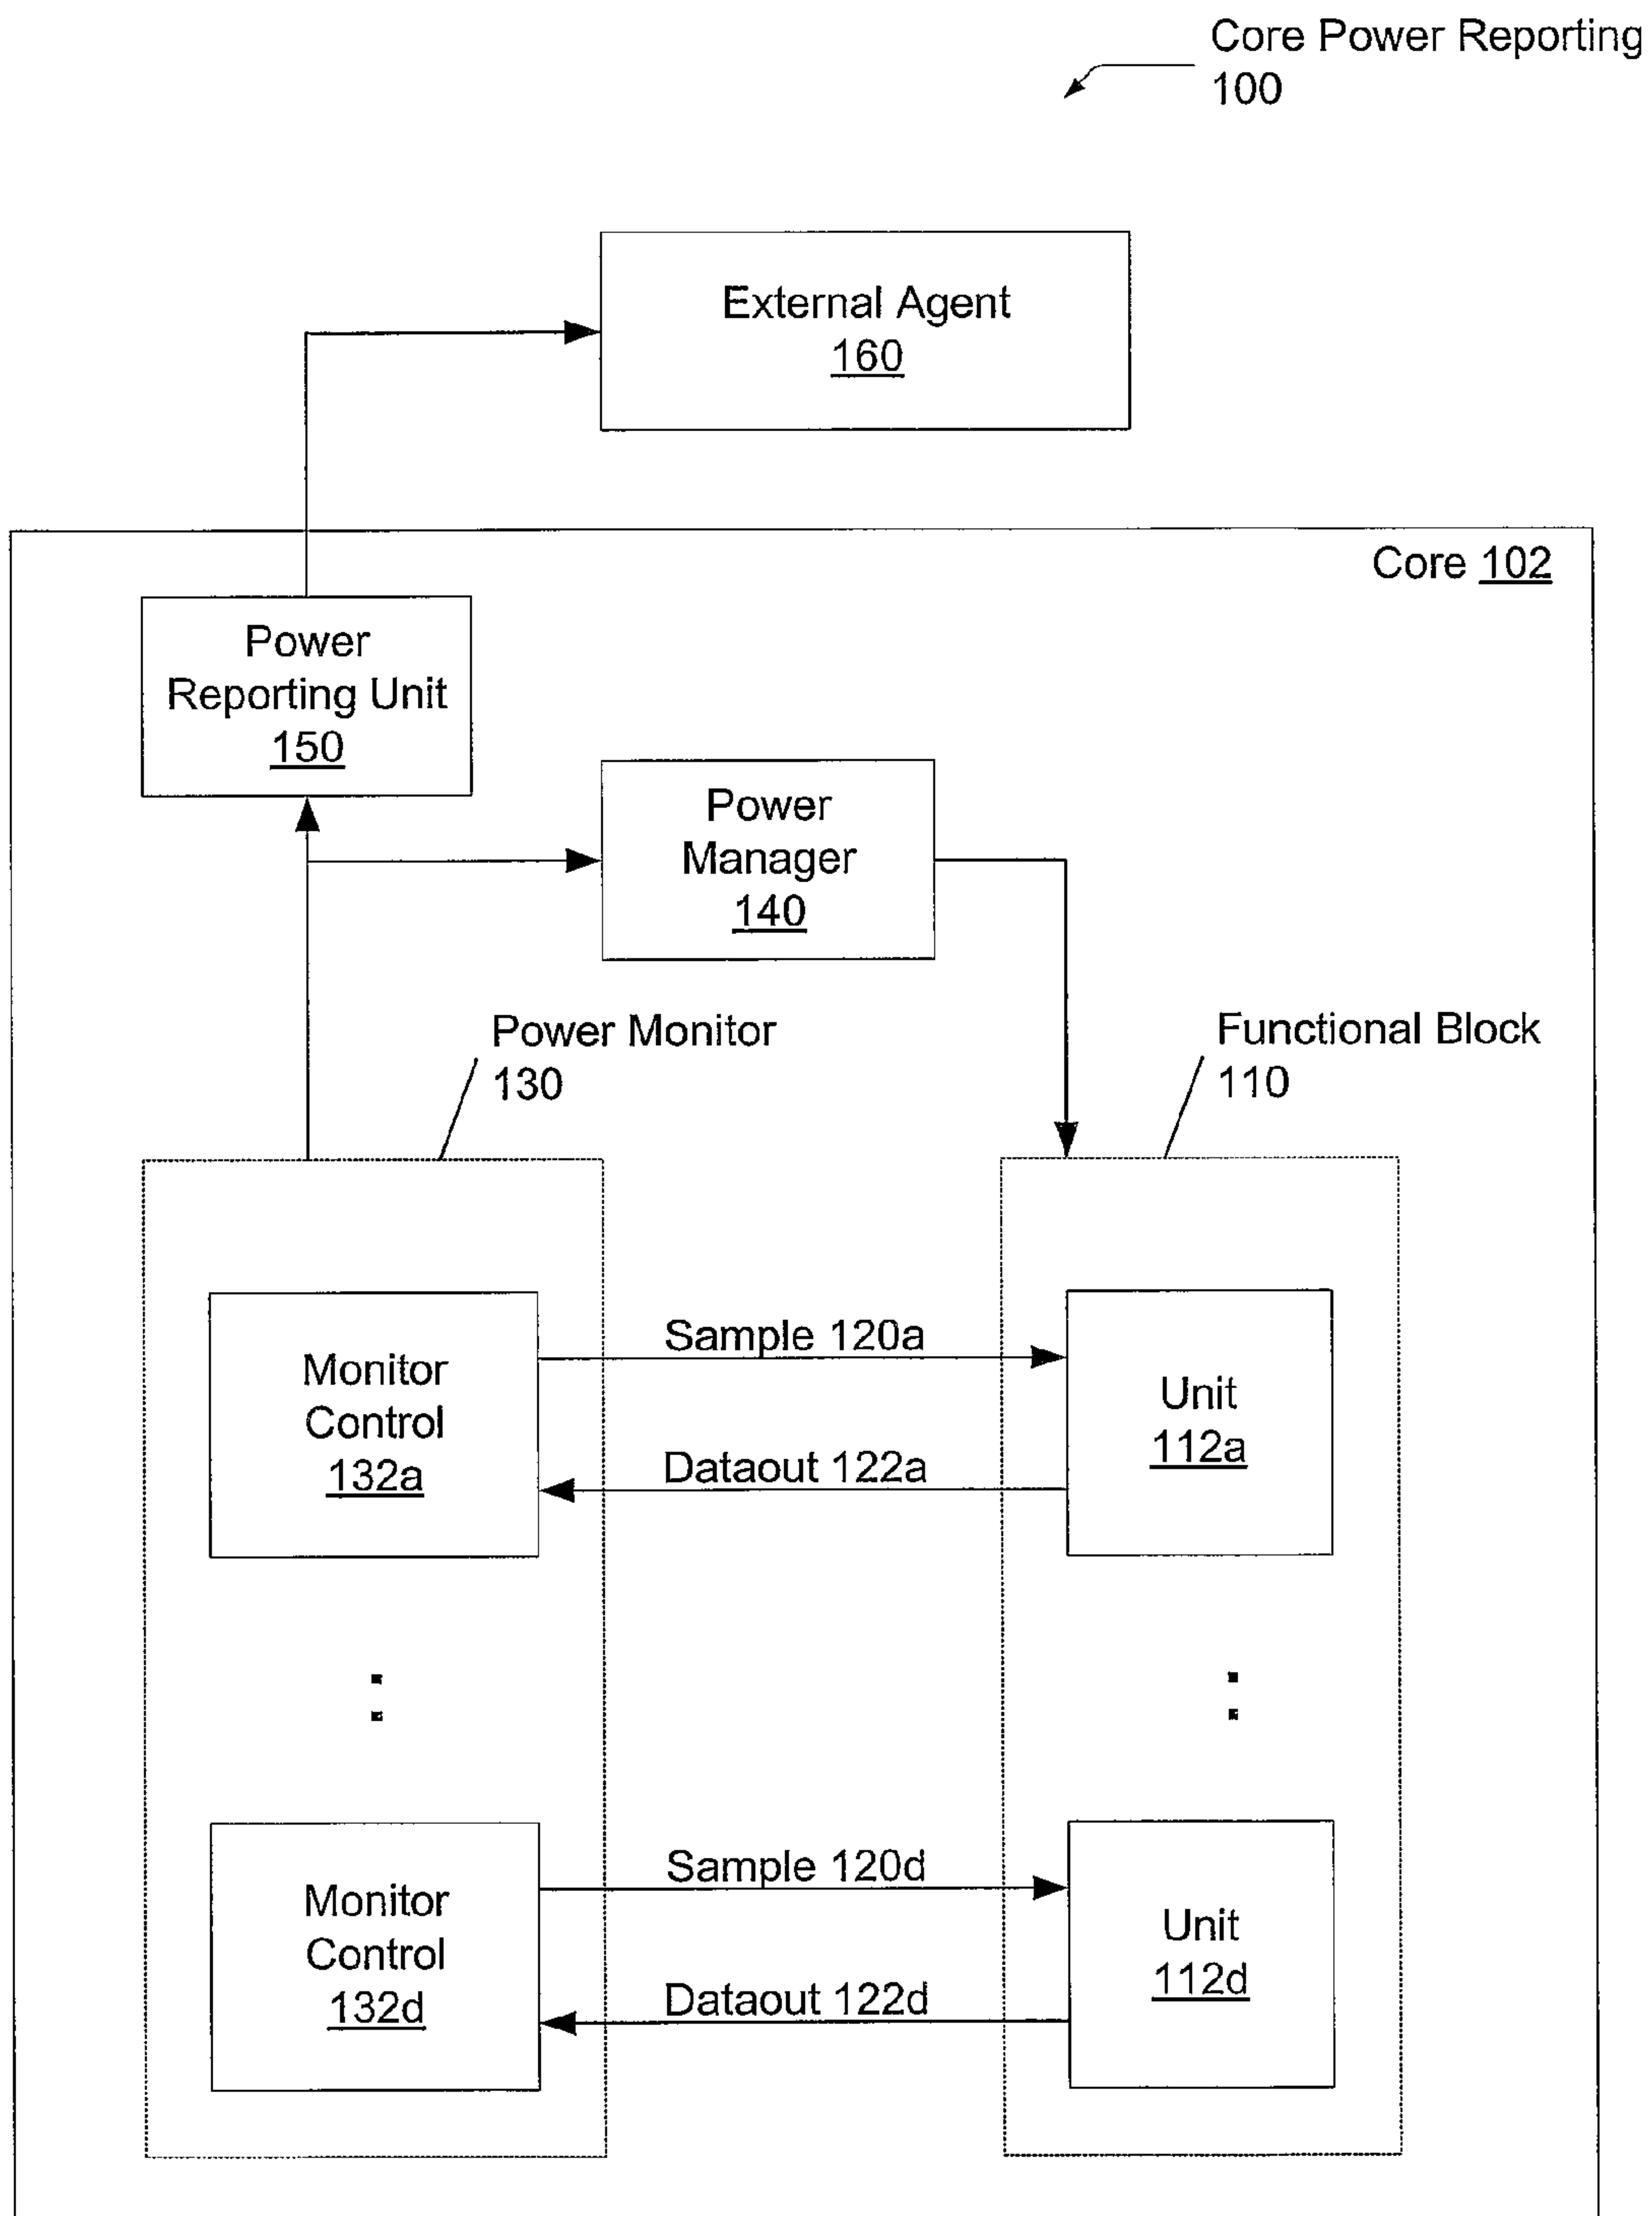 Core Power Reporting
100
External Agent
160
Core 102
Power
Reporting Unit
150
Power
Manager
140
Power Monitor
130
Functional Block
110
Monitor
Control
132a
Sample 120a
Dataout 122a
Unit
112a
Monitor
Control
132d
Sample 120d
Dataout 122d
Unit
112d